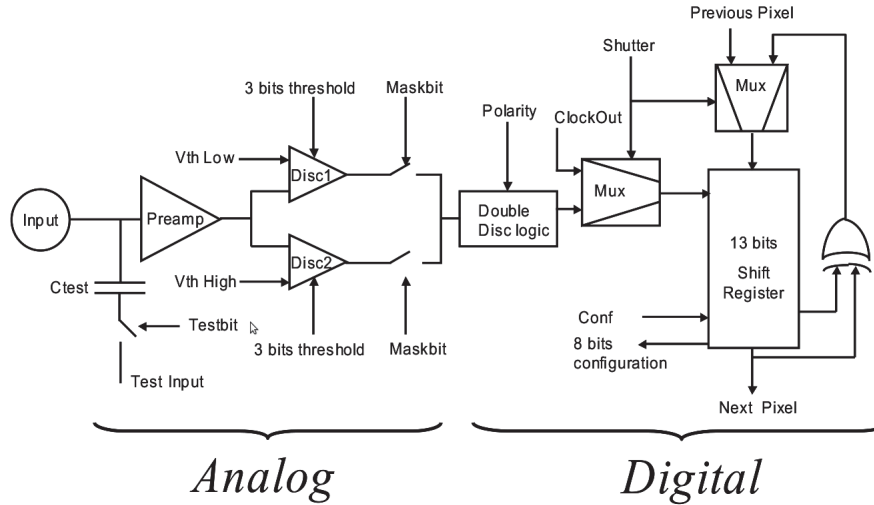 Previous Pixel
Shutter
Mux
3 bits threshold
Maskbit
Polarity
ClockOut
Vth Low
Disc1
Mux
Input
Preamp
Double
Disc logic
13 bits
Shift
Register
Disc2
Vth High
Ctest
Testbit
Conf
3 bits threshold
Maskbit
8 bits
configuration
Test Input
Next Pixel
Analog
Digital